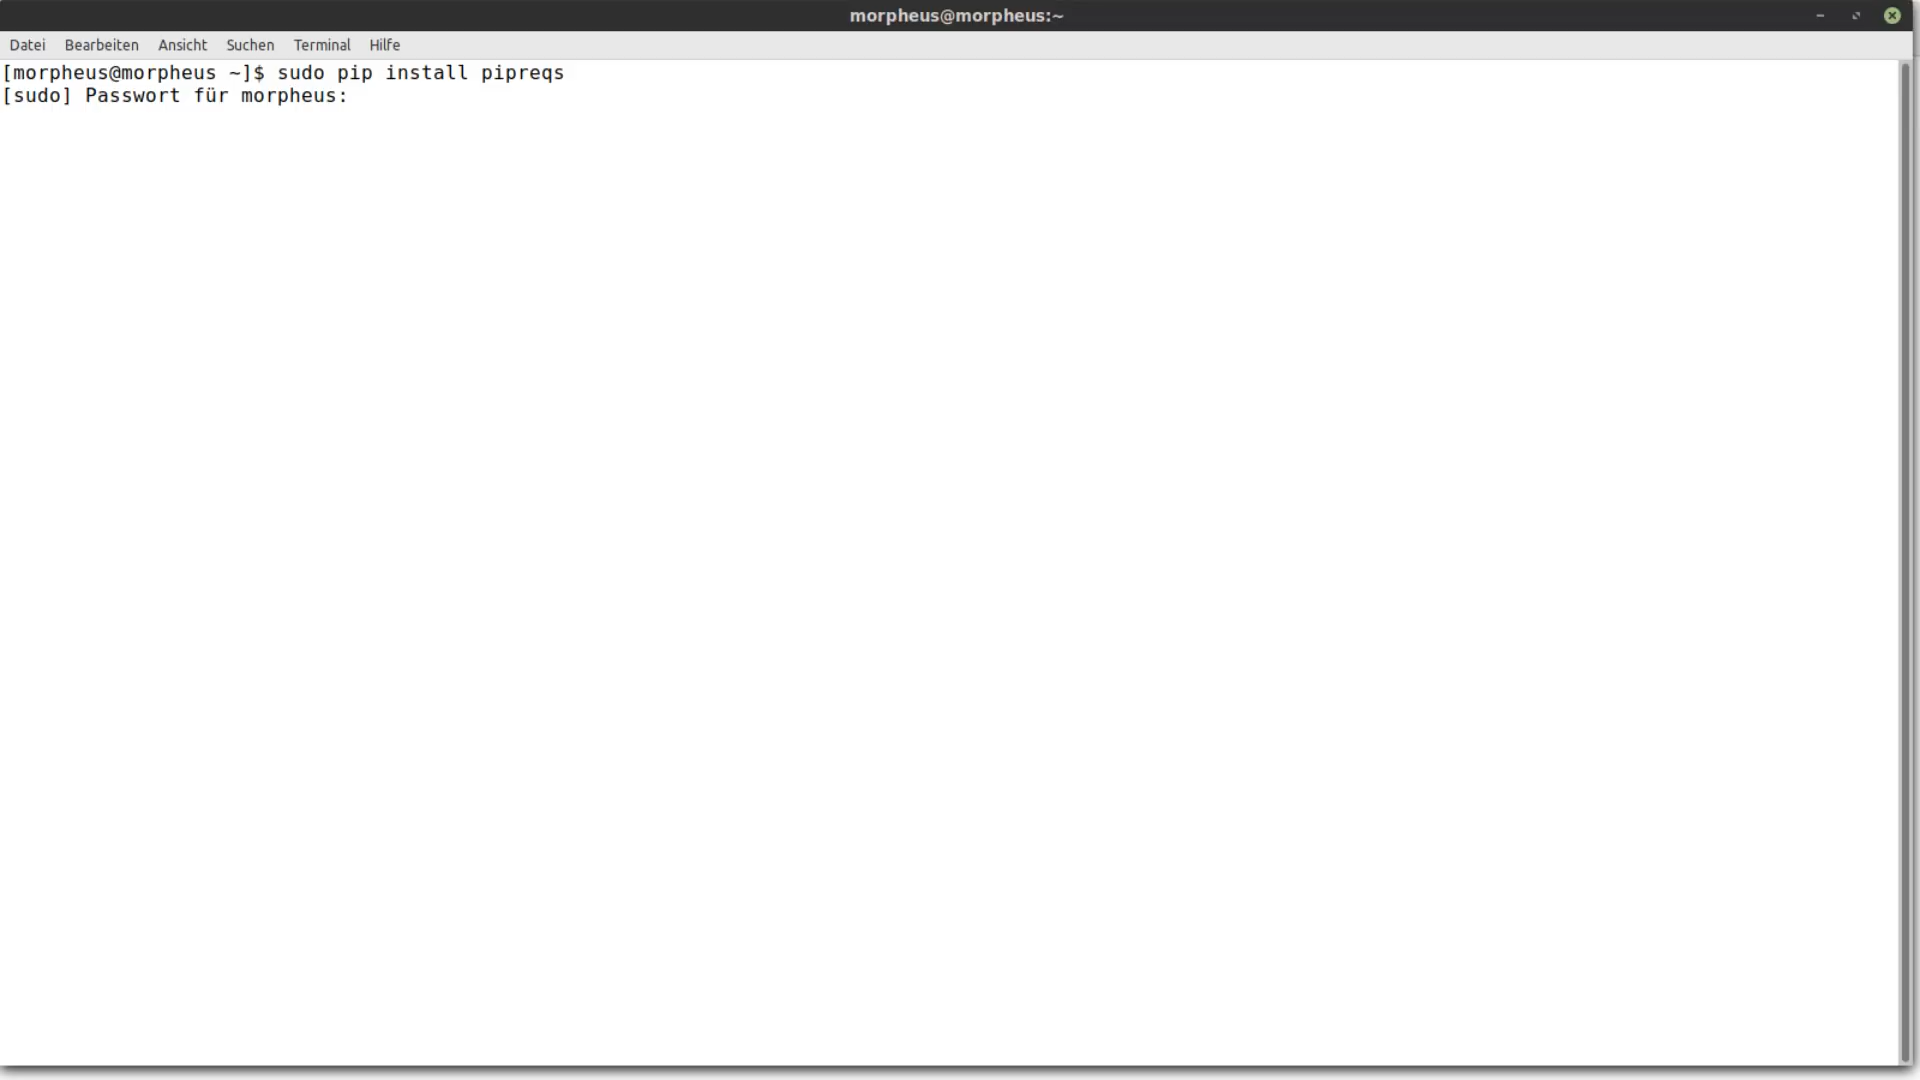 morpheus@morpheus:~
Datei Bearbeiten Ansicht Suchen Terminal Hilfe
[morpheus@morpheus ~]$ sudo pip install pipreqs
[sudo] Passwort für morpheus: